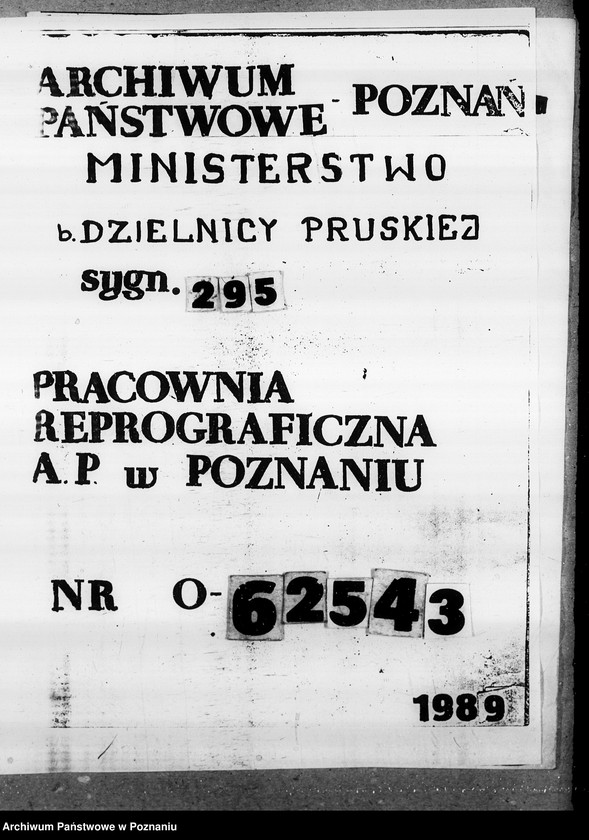 ARCHIWUM
PAŃSTWOWE - POZNAŃ
MINISTERSTWO
b. DZIELNICY PRUSKIEJ
sygn. 295
PRACOWNIA
REPROGRAFICZNA
A.P. w POZNANIU
NR O-62543
1989
Archiwum Państwowe w Poznaniu